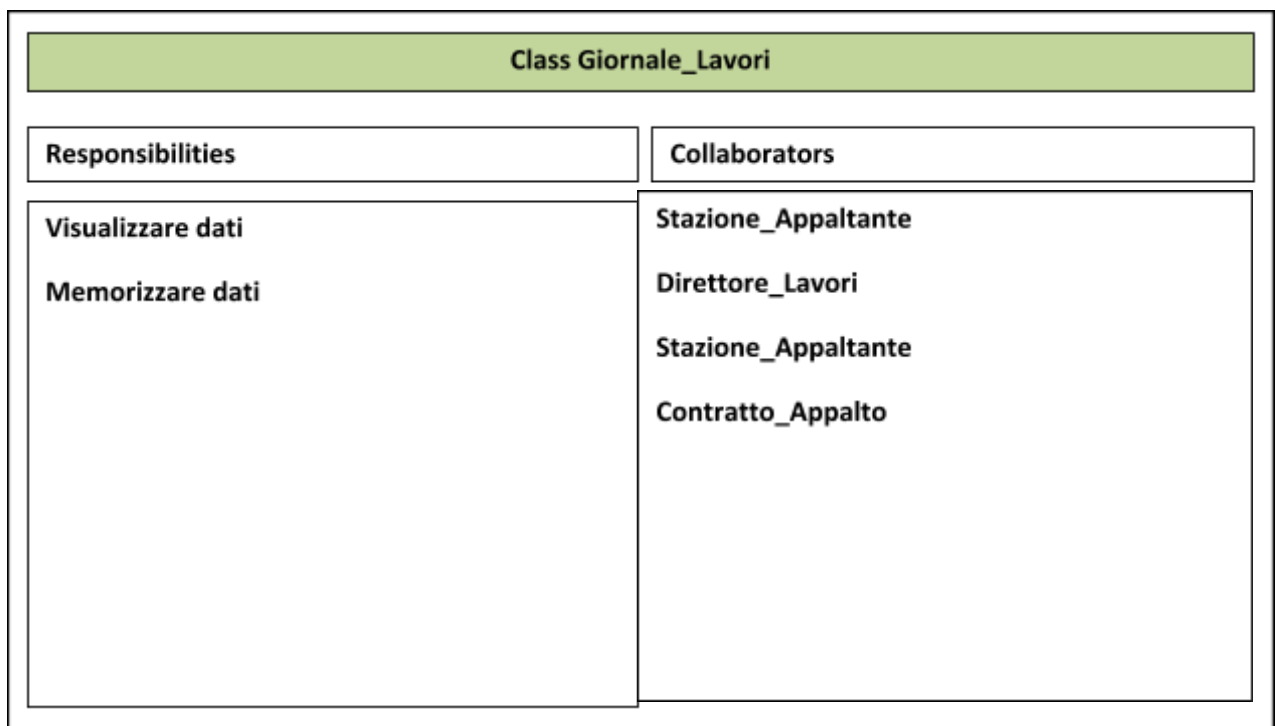 Class Giornale_Lavori
Responsibilities
Collaborators
Visualizzare dati
Memorizzare dati
Stazione_Appaltante
Direttore_Lavori
Stazione_Appaltante
Contratto_Appalto